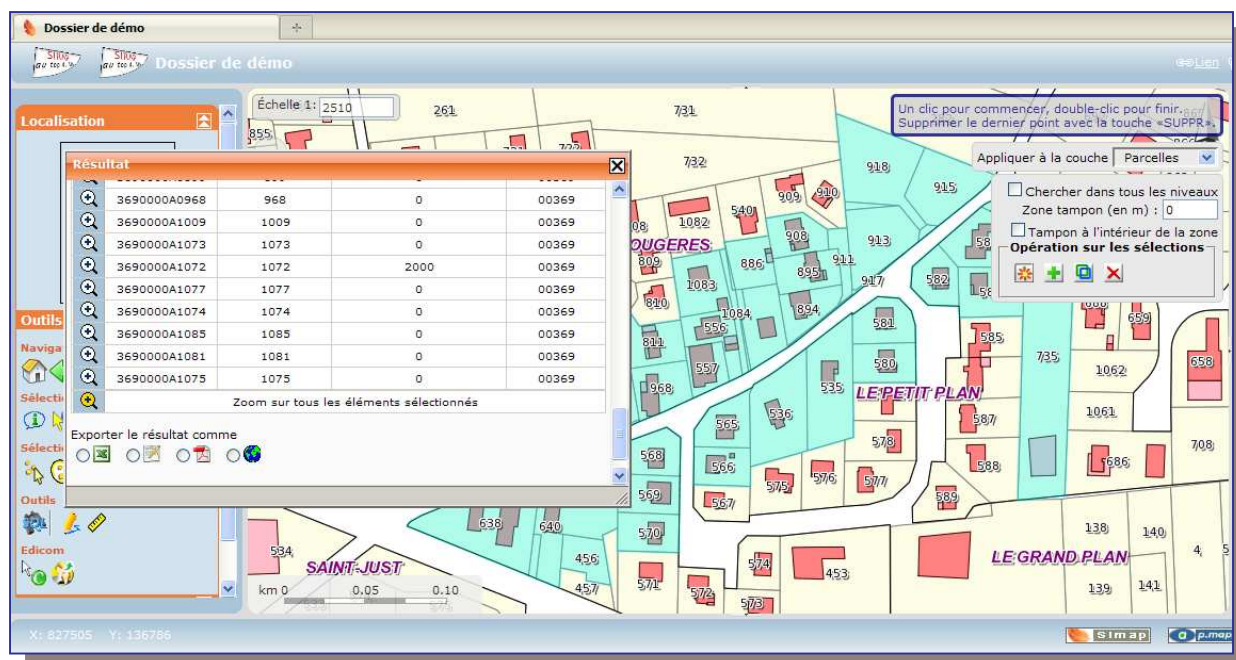 Dossier de démo
Dossier de démo
Lien
Localisation
Échelle 1: 2510
Un clic pour commencer, double-clic pour finir.
Supprimer le dernier point avec la touche «SUPPR».
Appliquer à la couche Parcelles
Chercher dans tous les niveaux
Zone tampon (en m) : 0
Tampon à l'intérieur de la zone
Opération sur les sélections
Résultat
3690000A0968 968 0 00369
3690000A1009 1009 0 00369
3690000A1073 1073 0 00369
3690000A1072 1072 2000 00369
3690000A1077 1077 0 00369
3690000A1074 1074 0 00369
3690000A1085 1085 0 00369
3690000A1081 1081 0 00369
3690000A1075 1075 0 00369
Zoom sur tous les éléments sélectionnés
Exporter le résultat comme
Outils
Naviga
Sélecti
Sélecti
Outils
Edicom
261
731
855
732
918
915
909
910
540
1082
908
913
OUGERES
809
886
895
911
917
582
1083
810
1084
894
581
556
811
585
659
735
658
557
580
1062
968
535
LE PETIT PLAN
536
587
1061
565
578
708
568
566
588
686
575
576
577
569
567
589
638
640
570
138
140
534
SAINT-JUST
456
574
453
LE GRAND PLAN
4
457
571
572
573
139
141
km 0 0.05 0.10
X: 827505 Y: 136786
Simap
p.map